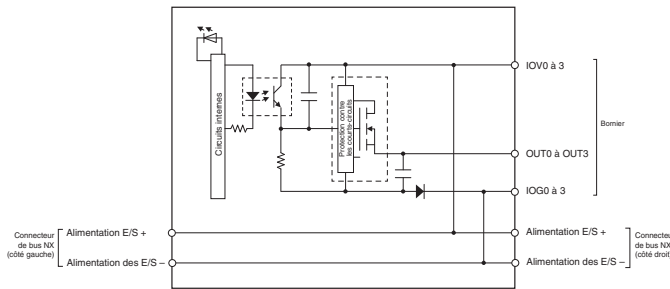 IOV0 à 3
Circuits internes
Protection contre
les courts-circuits
Bornier
OUT0 à OUT3
IOG0 à 3
Connecteur
de bus NX
(côté gauche)
Alimentation E/S +
Alimentation des E/S –
Alimentation E/S +
Alimentation des E/S –
Connecteur
de bus NX
(côté droit)